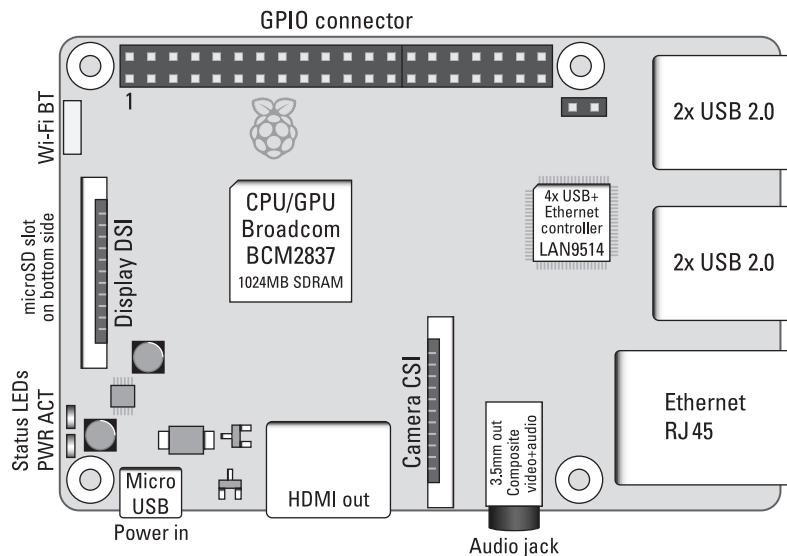 GPIO connector
1
Wi-Fi BT
2x USB 2.0
CPU/GPU
Broadcom
BCM2837
1024MB SDRAM
4x USB+
Ethernet
controller
LAN9514
microSD slot
on bottom side
Display DSI
2x USB 2.0
Status LEDs
PWR ACT
Camera CSI
Ethernet
RJ45
3.5mm out
Composite
video+audio
Micro
USB
HDMI out
Power in
Audio jack